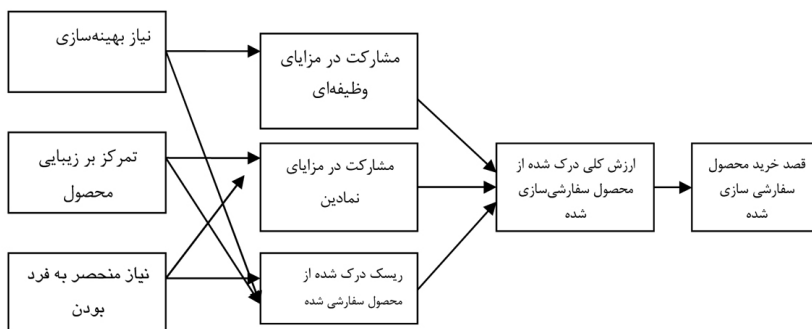 نیاز بهینه‌سازی
تمرکز بر زیبایی
محصول
نیاز منحصر به فرد
بودن
مشارکت در مزایای
وظیفه‌ای
مشارکت در مزایای
نمادین
ریسک درک شده از
محصول سفارشی شده
ارزش کلی درک شده از
محصول سفارشی‌سازی
شده
قصد خرید محصول
سفارشی سازی
شده